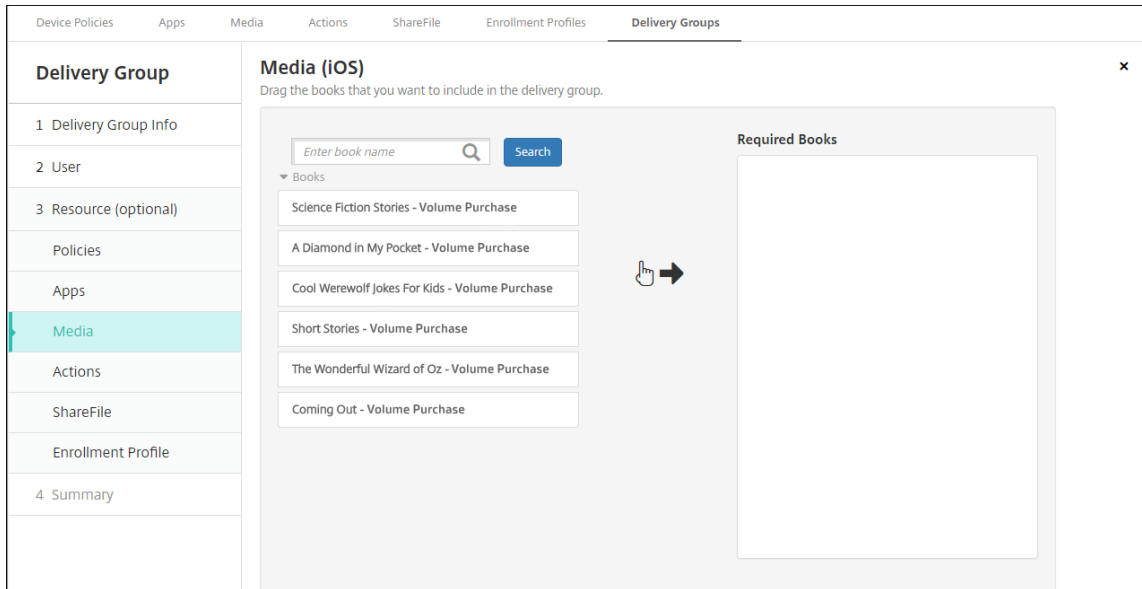 Device Policies Apps Media Actions ShareFile Enrollment Profiles Delivery Groups
Delivery Group
1 Delivery Group Info
2 User
3 Resource (optional)
Policies
Apps
Media
Actions
ShareFile
Enrollment Profile
4 Summary
Media (iOS)
Drag the books that you want to include in the delivery group.
Enter book name
Search
Books
Science Fiction Stories - Volume Purchase
A Diamond in My Pocket - Volume Purchase
Cool Werewolf Jokes For Kids - Volume Purchase
Short Stories - Volume Purchase
The Wonderful Wizard of Oz - Volume Purchase
Coming Out - Volume Purchase
Required Books